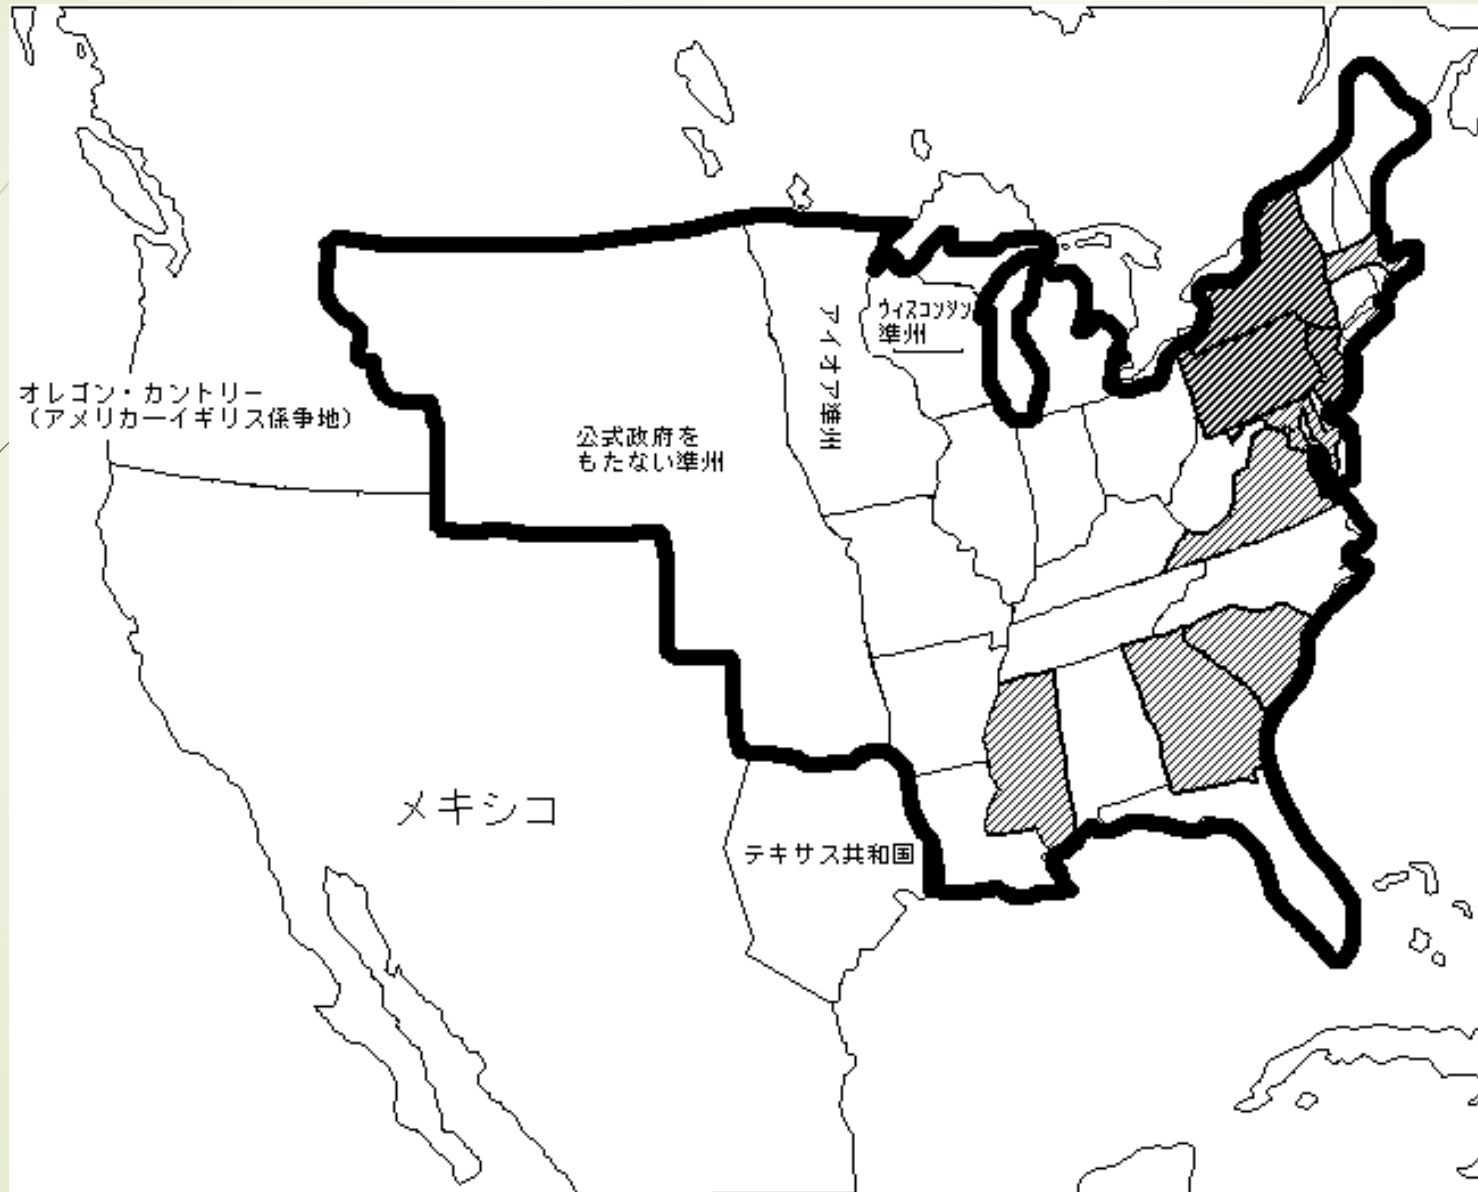 ウィスコンシン
準州
アイオア準州
オレゴン・カントリー
（アメリカーイギリス係争地）
公式政府を
もたない準州
メキシコ
テキサス共和国